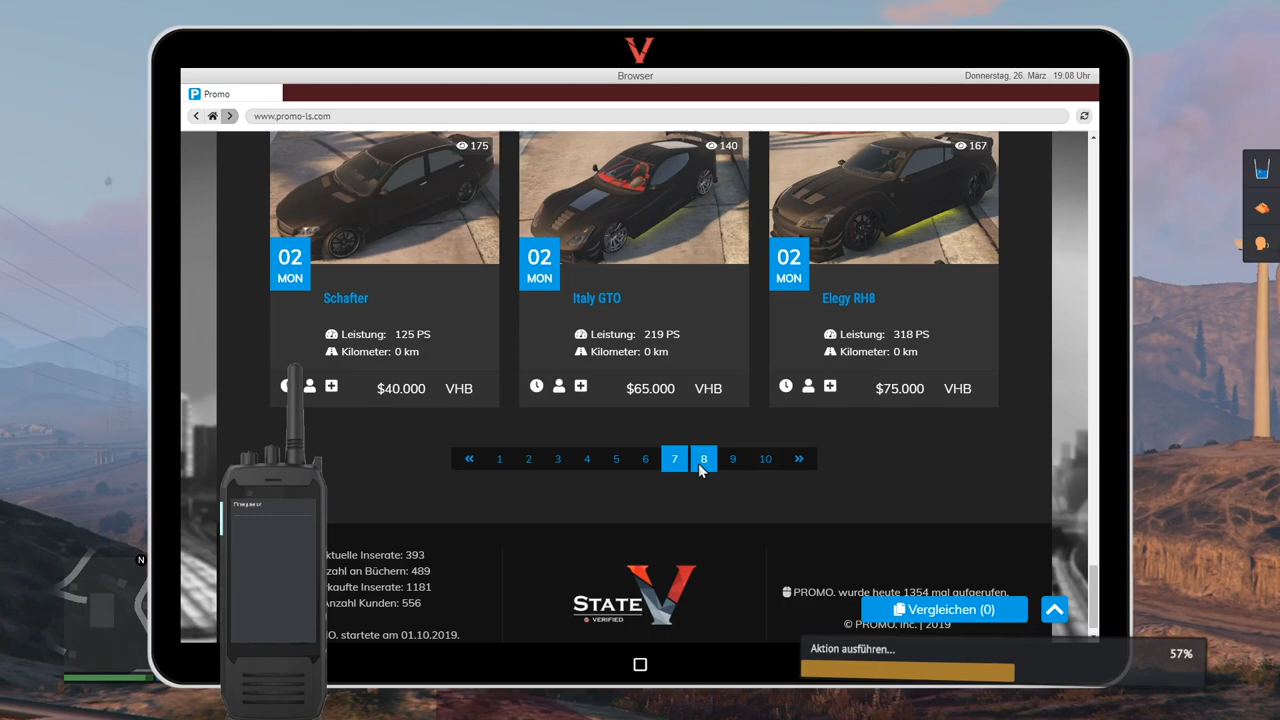 Browser
Donnerstag, 26. März 19:08 Uhr
Promo
www.promo-ls.com
175
140
167
02
MON
02
MON
02
MON
Schafter
Italy GTO
Elegy RH8
Leistung: 125 PS
Leistung: 219 PS
Leistung: 318 PS
Kilometer: 0 km
Kilometer: 0 km
Kilometer: 0 km
$40.000 VHB
$65.000 VHB
$75.000 VHB
« 1 2 3 4 5 6 7 8 9 10 »
ktuelle Inserate: 393
zahl an Büchern: 489
rkaufte Inserate: 1181
Anzahl Kunden: 556
MO. startete am 01.10.2019.
STATE V
VERIFIED
PROMO. wurde heute 1354 mal aufgerufen.
Vergleichen (0)
© PROMO. Inc. | 2019
Aktion ausführen...
57%
N